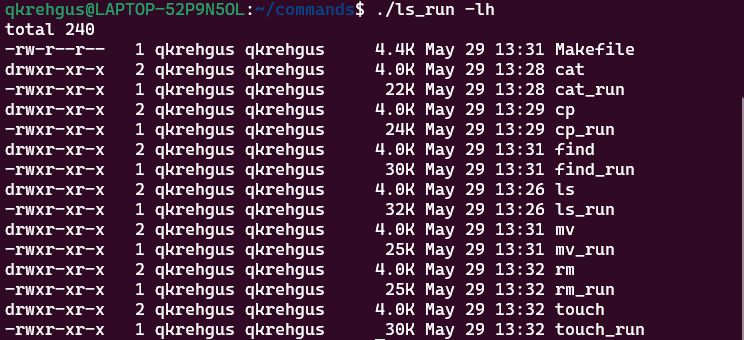 qkrehgus@LAPTOP-52P9N5OL:~/commands$ ./ls_run -lh
total 240
-rw-r--r--   1 qkrehgus qkrehgus     4.4K May 29 13:31 Makefile
drwxr-xr-x   2 qkrehgus qkrehgus     4.0K May 29 13:28 cat
-rwxr-xr-x   1 qkrehgus qkrehgus      22K May 29 13:28 cat_run
drwxr-xr-x   2 qkrehgus qkrehgus     4.0K May 29 13:29 cp
-rwxr-xr-x   1 qkrehgus qkrehgus      24K May 29 13:29 cp_run
drwxr-xr-x   2 qkrehgus qkrehgus     4.0K May 29 13:31 find
-rwxr-xr-x   1 qkrehgus qkrehgus      30K May 29 13:31 find_run
drwxr-xr-x   2 qkrehgus qkrehgus     4.0K May 29 13:26 ls
-rwxr-xr-x   1 qkrehgus qkrehgus      32K May 29 13:26 ls_run
drwxr-xr-x   2 qkrehgus qkrehgus     4.0K May 29 13:31 mv
-rwxr-xr-x   1 qkrehgus qkrehgus      25K May 29 13:31 mv_run
drwxr-xr-x   2 qkrehgus qkrehgus     4.0K May 29 13:32 rm
-rwxr-xr-x   1 qkrehgus qkrehgus      25K May 29 13:32 rm_run
drwxr-xr-x   2 qkrehgus qkrehgus     4.0K May 29 13:32 touch
-rwxr-xr-x   1 qkrehgus qkrehgus      30K May 29 13:32 touch_run